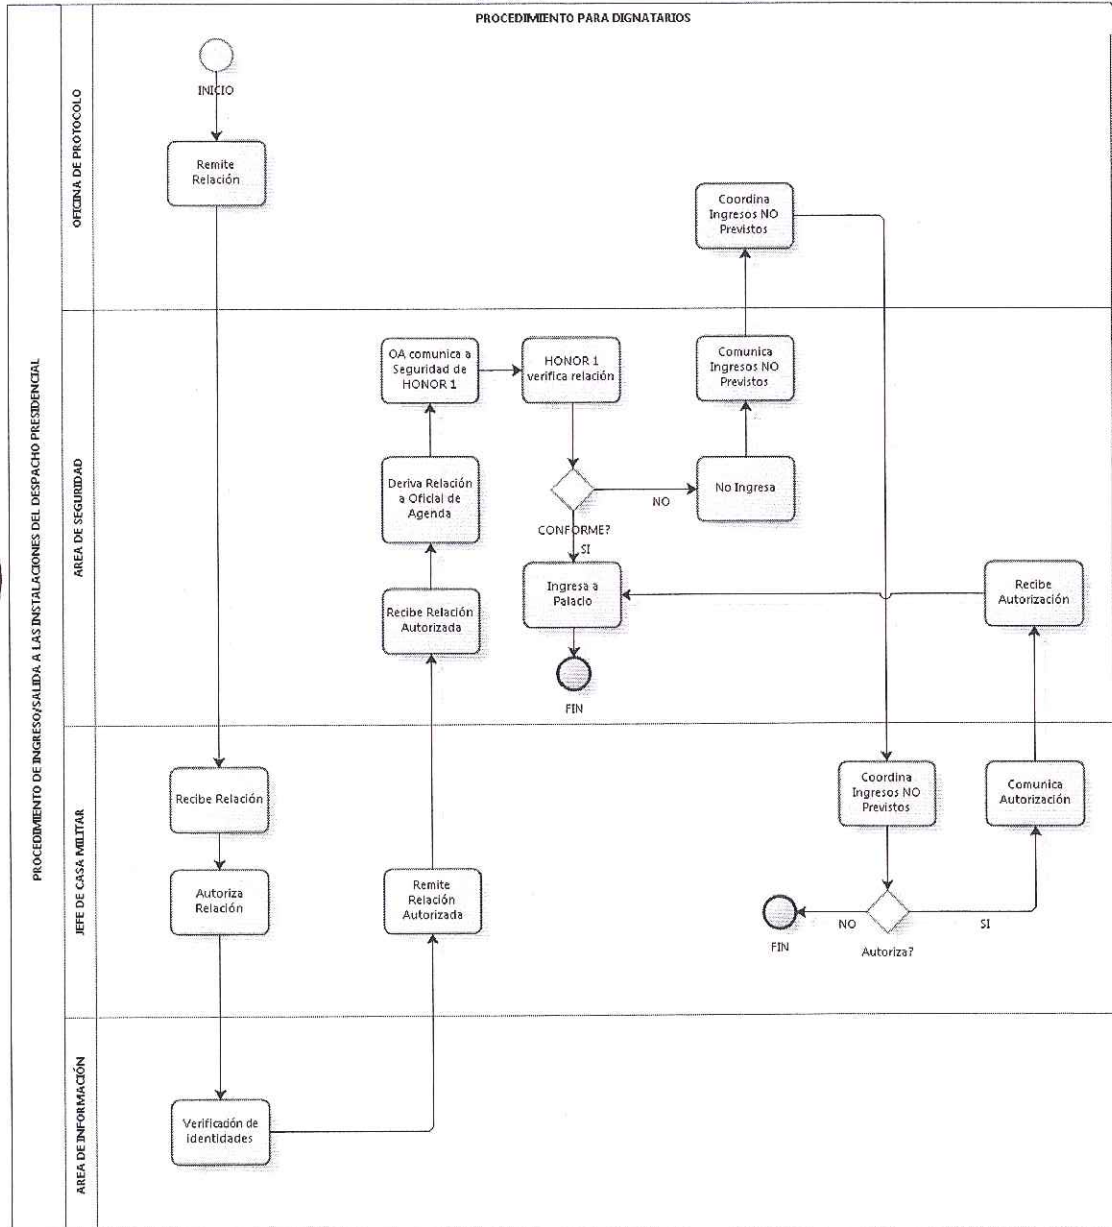 PROCEDIMIENTO PARA DIGNATARIOS
PROCEDIMIENTO DE INGRESO/SALIDA A LAS INSTALACIONES DEL DESPACHO PRESIDENCIAL
OFICINA DE PROTOCOLO
INICIO
Remite
Relación
Coordina
Ingresos NO
Previstos
AREA DE SEGURIDAD
OA comunica a
Seguridad de
HONOR 1
HONOR 1
verifica relación
Comunica
Ingresos NO
Previstos
Deriva Relación
a Oficial de
Agenda
CONFORME?
NO
SI
No Ingresa
Recibe Relación
Autorizada
Ingresa a
Palacio
Recibe
Autorización
FIN
JEFE DE CASA MILITAR
Recibe Relación
Coordina
Ingresos NO
Previstos
Comunica
Autorización
Autoriza
Relación
Remite
Relación
Autorizada
FIN
NO
SI
Autoriza?
AREA DE INFORMACIÓN
Verificación de
identidades